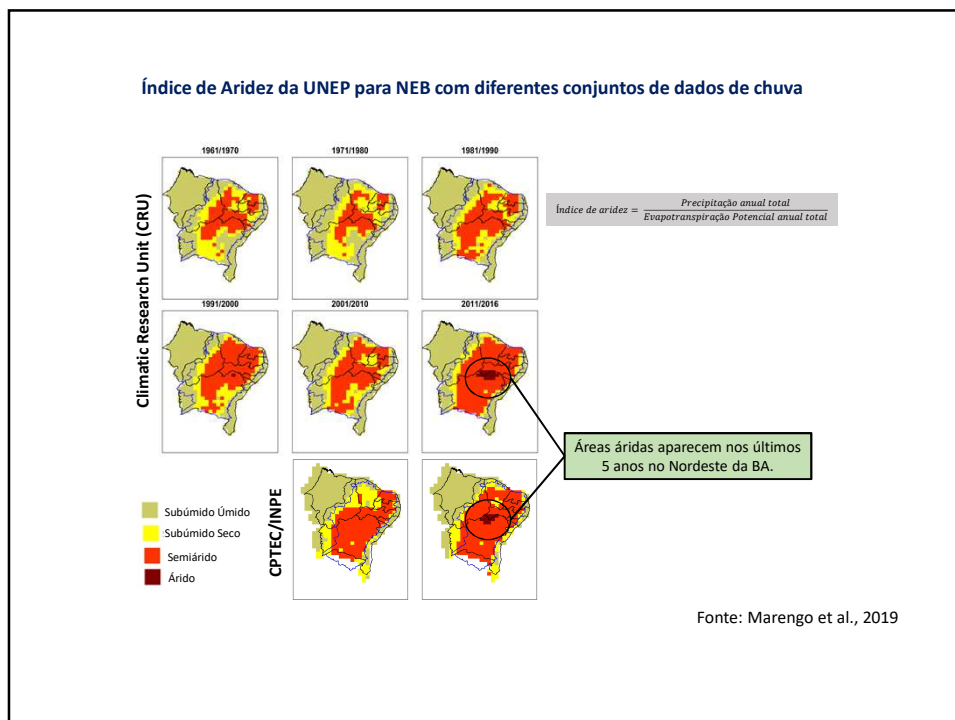 Índice de Aridez da UNEP para NEB com diferentes conjuntos de dados de chuva
1961/1970
1971/1980
1981/1990
Índice de aridez = Precipitação anual total / Evapotranspiração Potencial anual total
Climatic Research Unit (CRU)
1991/2000
2001/2010
2011/2016
Áreas áridas aparecem nos últimos
5 anos no Nordeste da BA.
CPTEC/INPE
Subúmido Úmido
Subúmido Seco
Semiárido
Árido
Fonte: Marengo et al., 2019